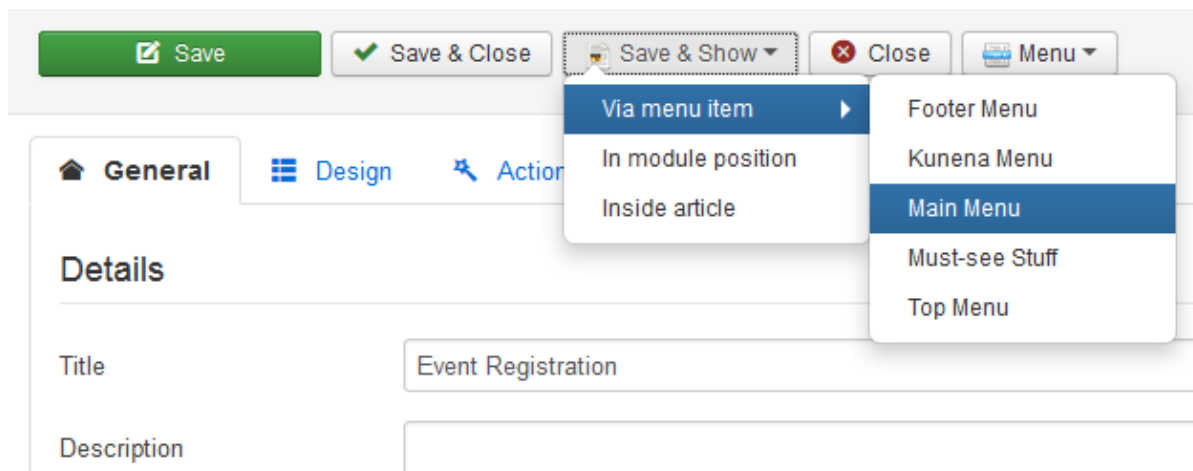 Save Save & Close Save & Show Close Menu
Via menu item Footer Menu
In module position Kunena Menu
Inside article Main Menu
Must-see Stuff
Top Menu
General Design Action
Details
Title Event Registration
Description